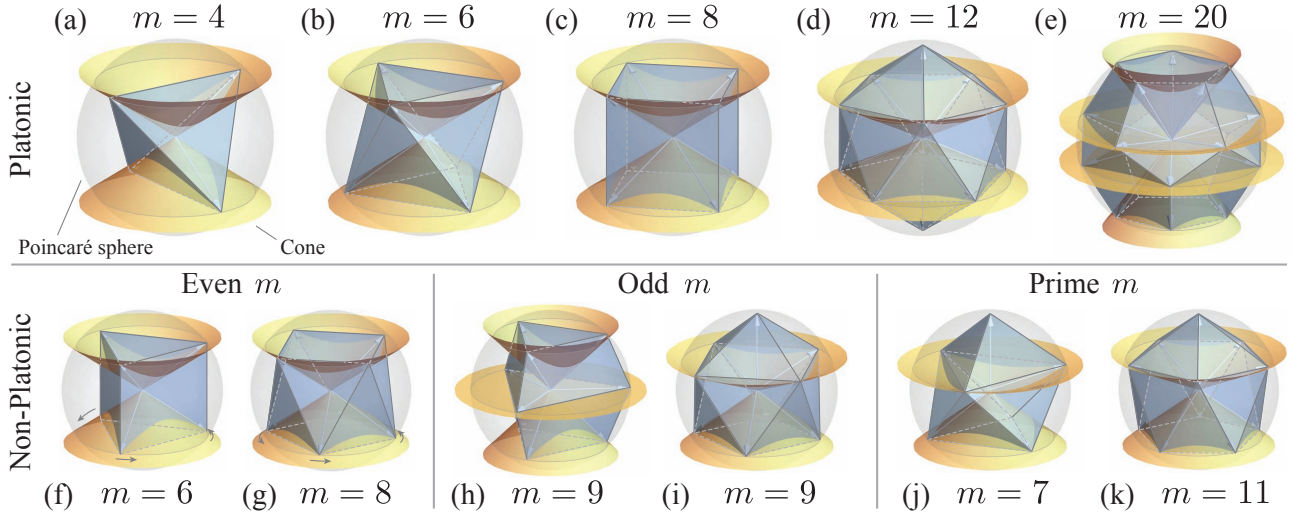 (a) m = 4 (b) m = 6 (c) m = 8 (d) m = 12 (e) m = 20
Platonic
Poincaré sphere Cone
Even m Odd m Prime m
Non-Platonic
(f) m = 6 (g) m = 8 (h) m = 9 (i) m = 9 (j) m = 7 (k) m = 11